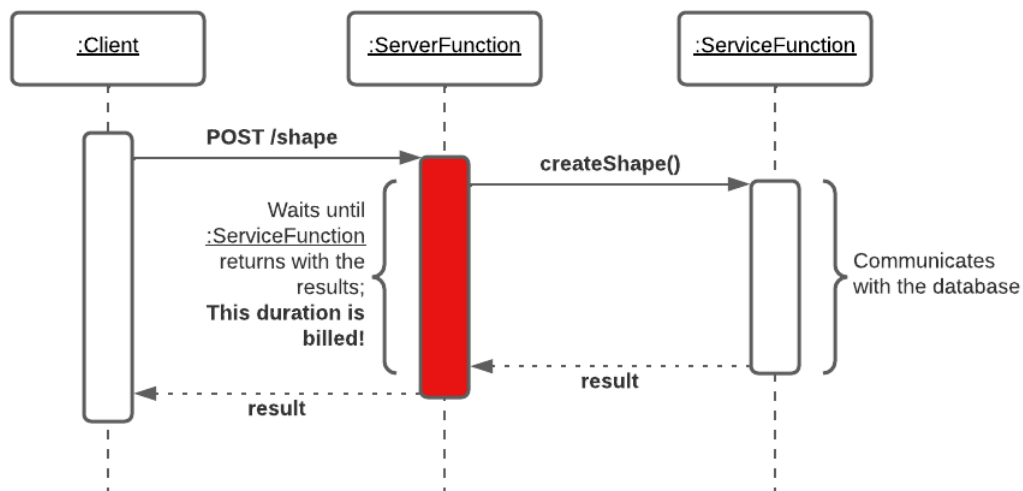 :Client
:ServerFunction
:ServiceFunction
POST /shape
createShape()
Waits until
:ServiceFunction
returns with the
results;
This duration is
billed!
Communicates
with the database
result
result